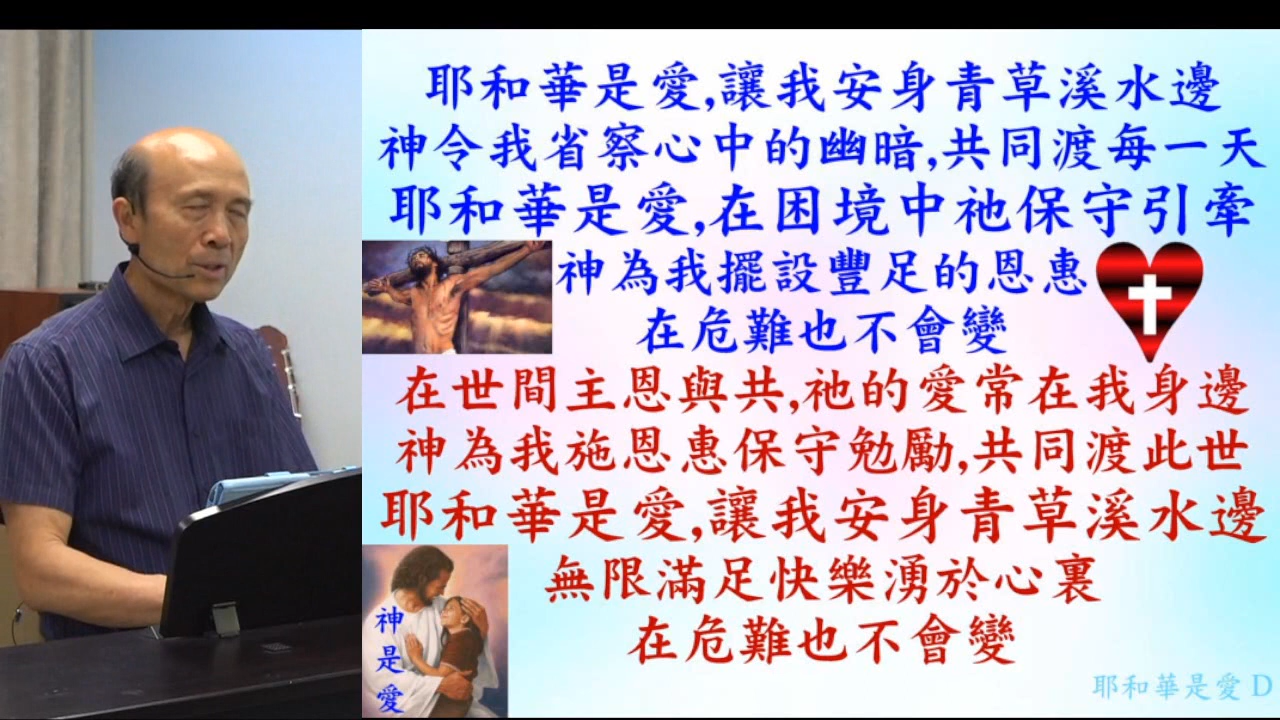 耶和華是愛,讓我安身青草溪水邊
神令我省察心中的幽暗,共同渡每一天
耶和華是愛,在困境中祂保守引牽
神為我擺設豐足的恩惠
在危難也不會變
在世間主恩與共,祂的愛常在我身邊
神為我施恩惠保守勉勵,共同渡此世
耶和華是愛,讓我安身青草溪水邊
無限滿足快樂湧於心裏
在危難也不會變
神是愛
耶和華是愛 D